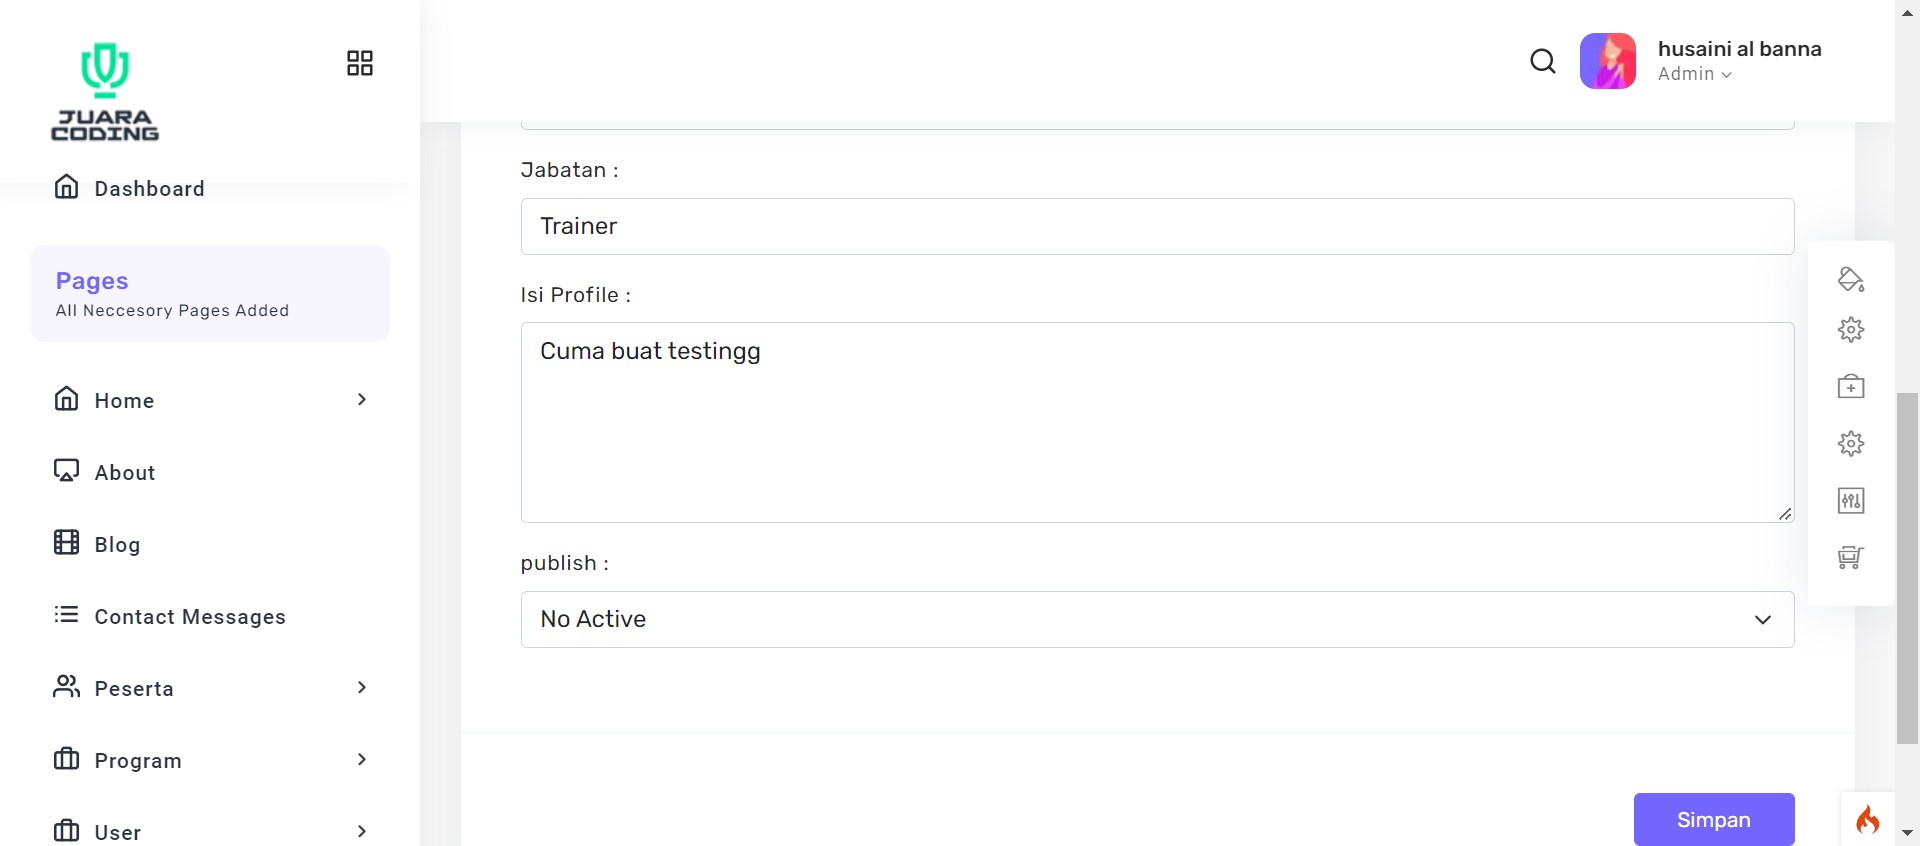 JUARA
CODING
husaini al banna
Admin
Dashboard
Pages
All Neccesory Pages Added
Home
About
Blog
Contact Messages
Peserta
Program
User
Jabatan :
Trainer
Isi Profile :
Cuma buat testingg
publish :
No Active
Simpan